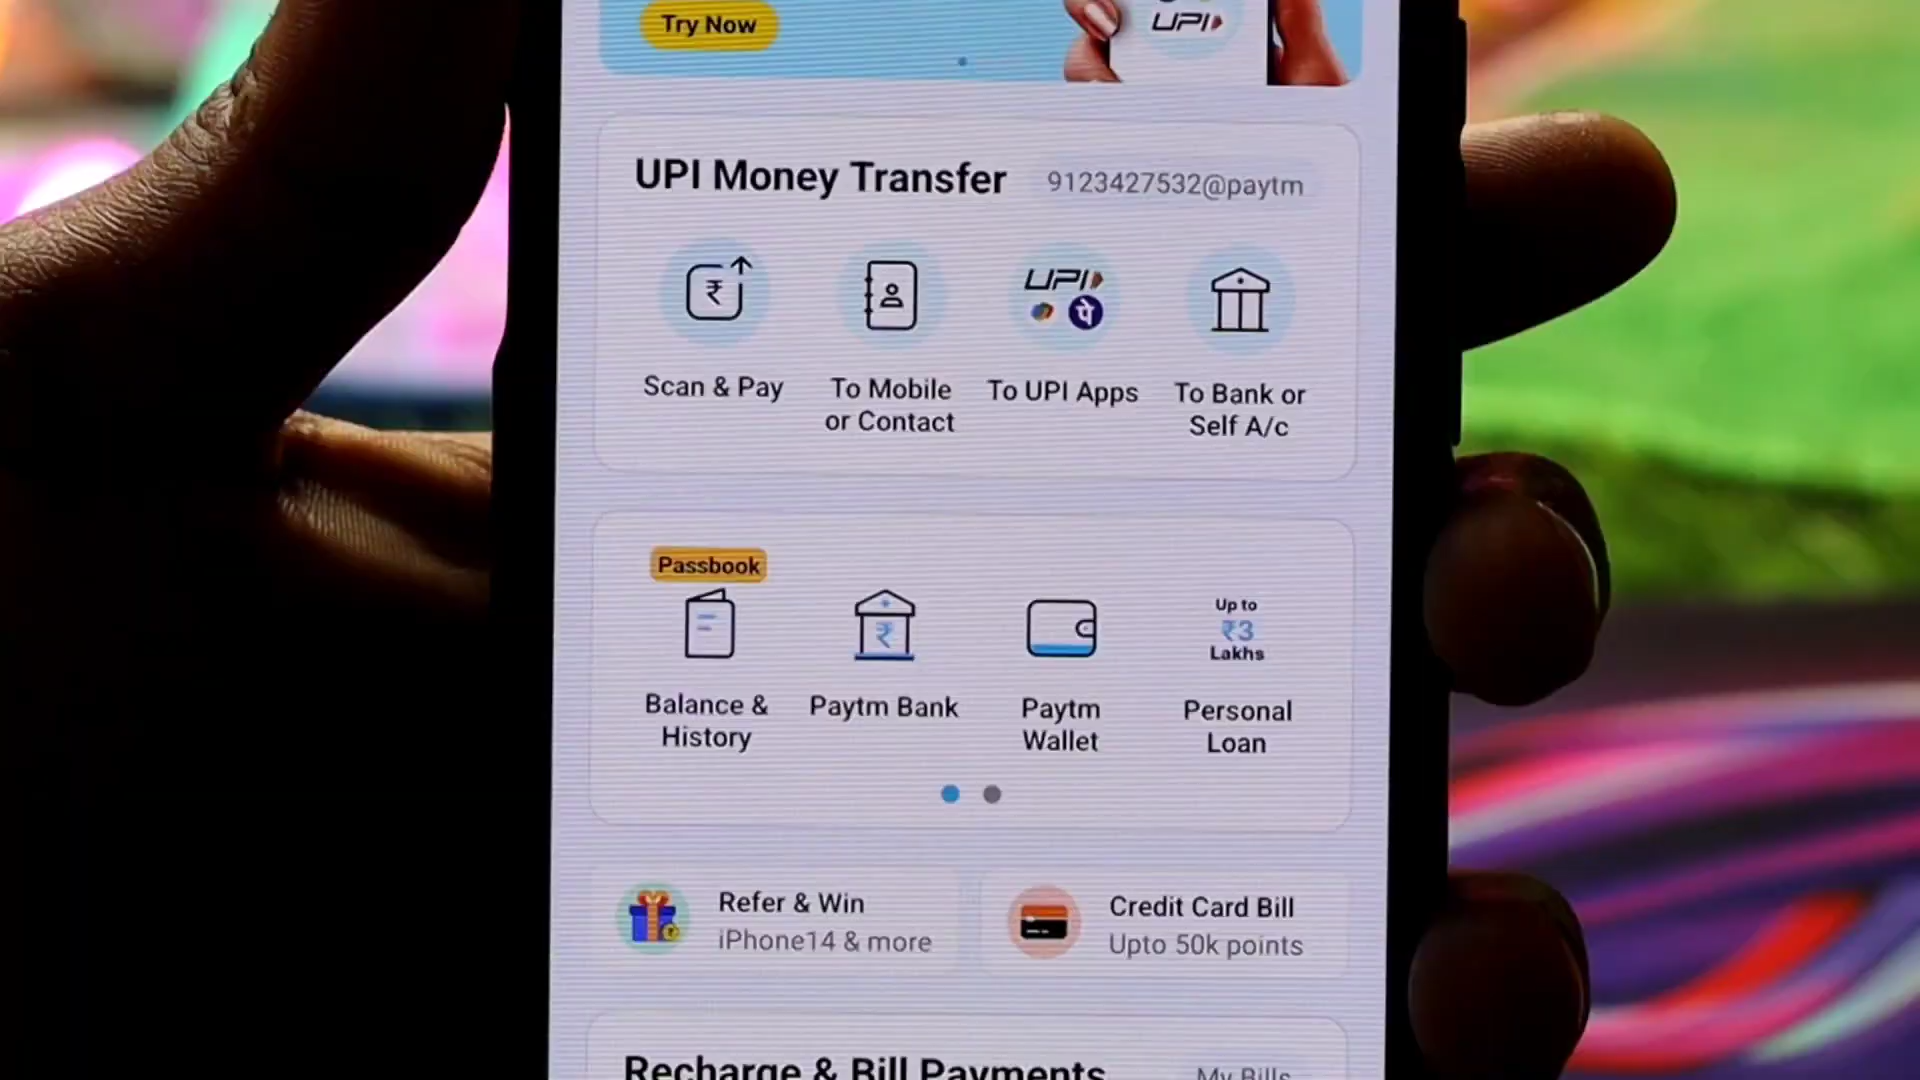 Try Now
UPI
UPI Money Transfer 9123427532@paytm
UPI
पे
Scan & Pay
To Mobile
or Contact
To UPI Apps
To Bank or
Self A/c
Passbook
Up to
₹3
Lakhs
Balance &
History
Paytm Bank
Paytm
Wallet
Personal
Loan
Refer & Win
iPhone14 & more
Credit Card Bill
Upto 50k points
Recharge & Bill Payments My Bills